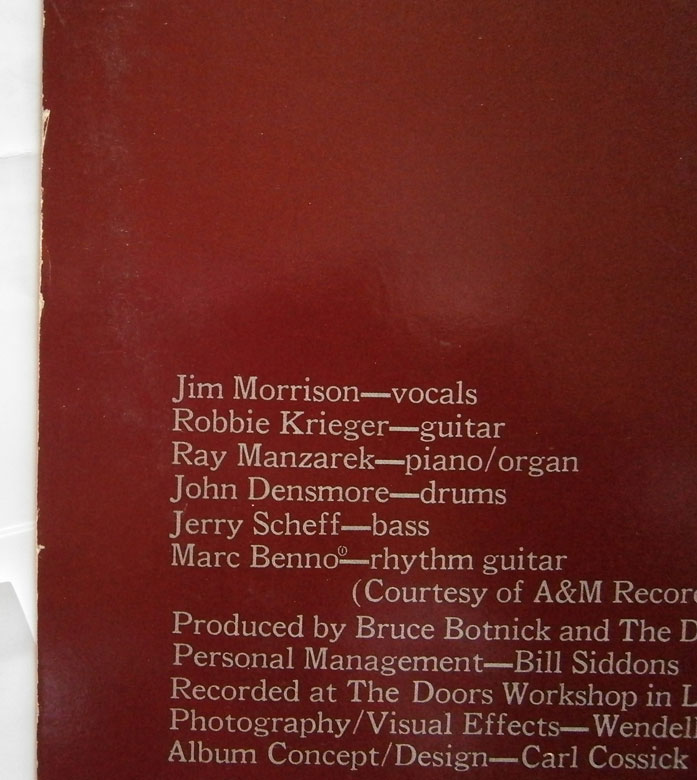 Jim Morrison—vocals
Robbie Krieger—guitar
Ray Manzarek—piano/organ
John Densmore—drums
Jerry Scheff—bass
Marc Benno—rhythm guitar
(Courtesy of A&M Recor
Produced by Bruce Botnick and The D
Personal Management—Bill Siddons
Recorded at The Doors Workshop in L
Photography/Visual Effects—Wendell
Album Concept/Design—Carl Cossick